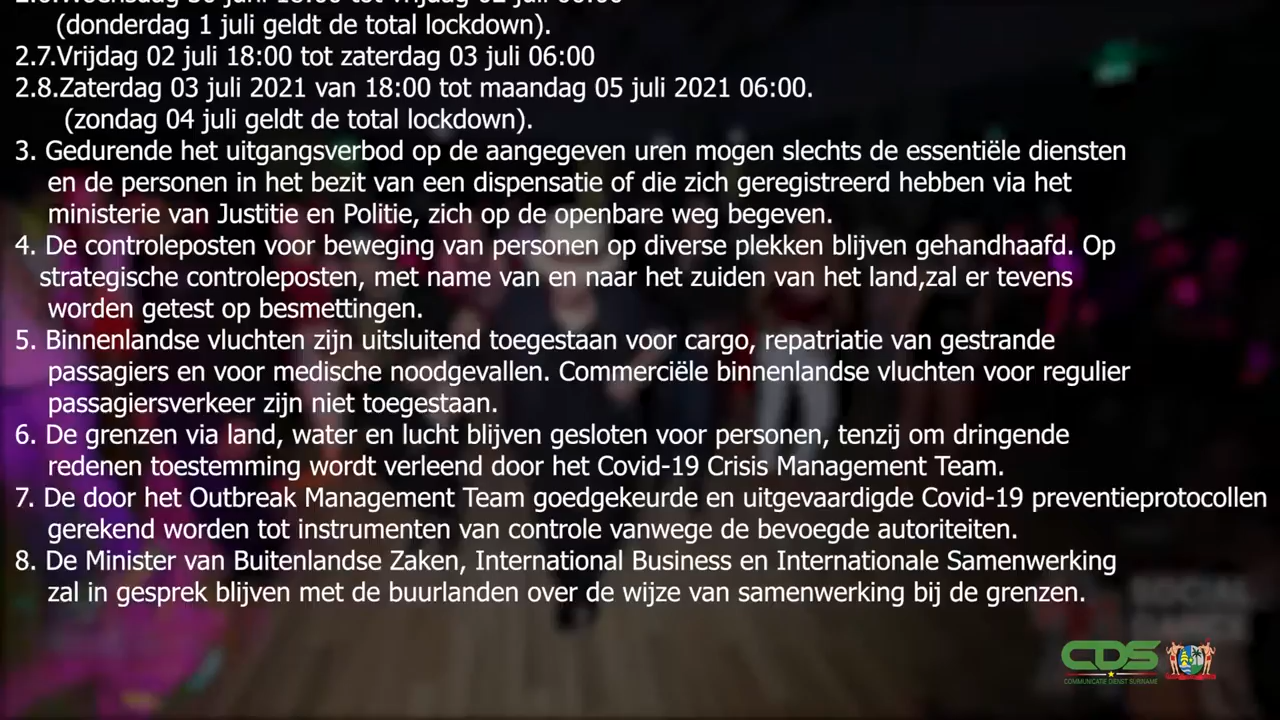 (donderdag 1 juli geldt de total lockdown).
2.7.Vrijdag 02 juli 18:00 tot zaterdag 03 juli 06:00
2.8.Zaterdag 03 juli 2021 van 18:00 tot maandag 05 juli 2021 06:00.
(zondag 04 juli geldt de total lockdown).
3. Gedurende het uitgangsverbod op de aangegeven uren mogen slechts de essentiële diensten
en de personen in het bezit van een dispensatie of die zich geregistreerd hebben via het
ministerie van Justitie en Politie, zich op de openbare weg begeven.
4. De controleposten voor beweging van personen op diverse plekken blijven gehandhaafd. Op
strategische controleposten, met name van en naar het zuiden van het land,zal er tevens
worden getest op besmettingen.
5. Binnenlandse vluchten zijn uitsluitend toegestaan voor cargo, repatriatie van gestrande
passagiers en voor medische noodgevallen. Commerciële binnenlandse vluchten voor regulier
passagiersverkeer zijn niet toegestaan.
6. De grenzen via land, water en lucht blijven gesloten voor personen, tenzij om dringende
redenen toestemming wordt verleend door het Covid-19 Crisis Management Team.
7. De door het Outbreak Management Team goedgekeurde en uitgevaardigde Covid-19 preventieprotocollen
gerekend worden tot instrumenten van controle vanwege de bevoegde autoriteiten.
8. De Minister van Buitenlandse Zaken, International Business en Internationale Samenwerking
zal in gesprek blijven met de buurlanden over de wijze van samenwerking bij de grenzen.
CDS
COMMUNICATIE DIENST SURINAME